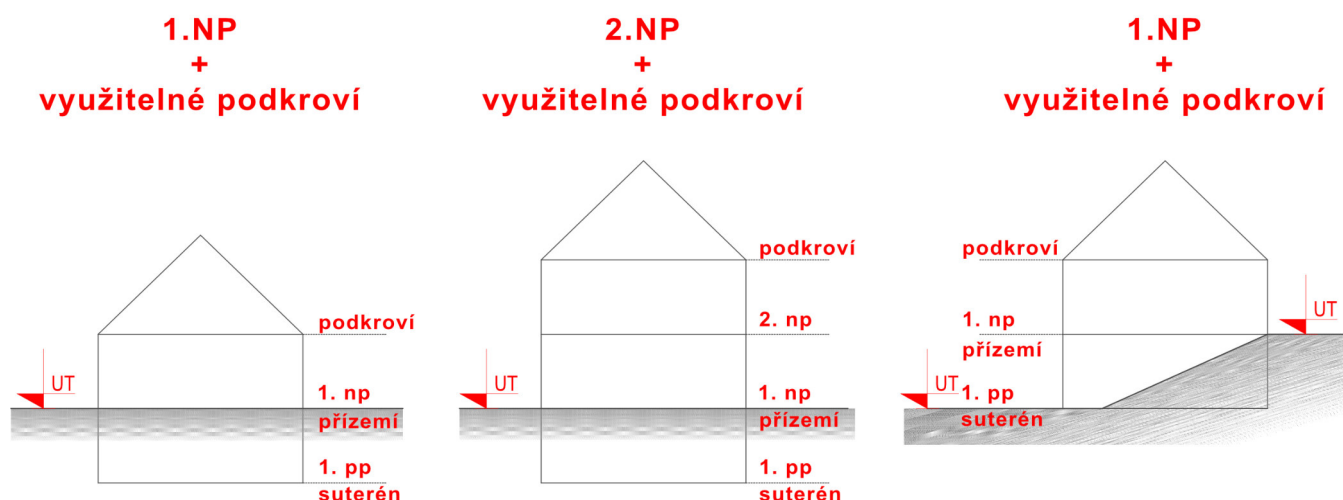 1.NP
+
využitelné podkroví
podkroví
UT
1. np
přízemí
1. pp
suterén
2.NP
+
využitelné podkroví
podkroví
2. np
UT
1. np
přízemí
1. pp
suterén
1.NP
+
využitelné podkroví
podkroví
UT
1. np
přízemí
UT
1. pp
suterén